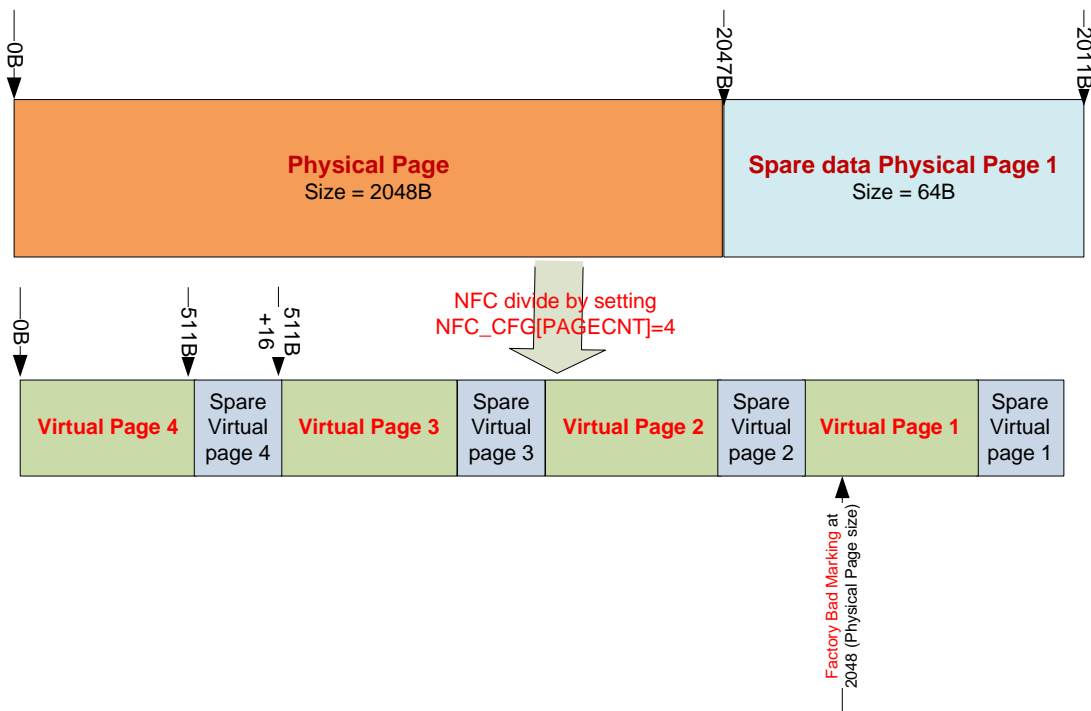 0B
2047B
2011B
Physical Page
Size = 2048B
Spare data Physical Page 1
Size = 64B
NFC divide by setting
NFC_CFG[PAGECNT]=4
0B
511B
511B
+16
Virtual Page 4
Spare
Virtual
page 4
Virtual Page 3
Spare
Virtual
page 3
Virtual Page 2
Spare
Virtual
page 2
Virtual Page 1
Spare
Virtual
page 1
Factory Bad Marking at
2048 (Physical Page size)